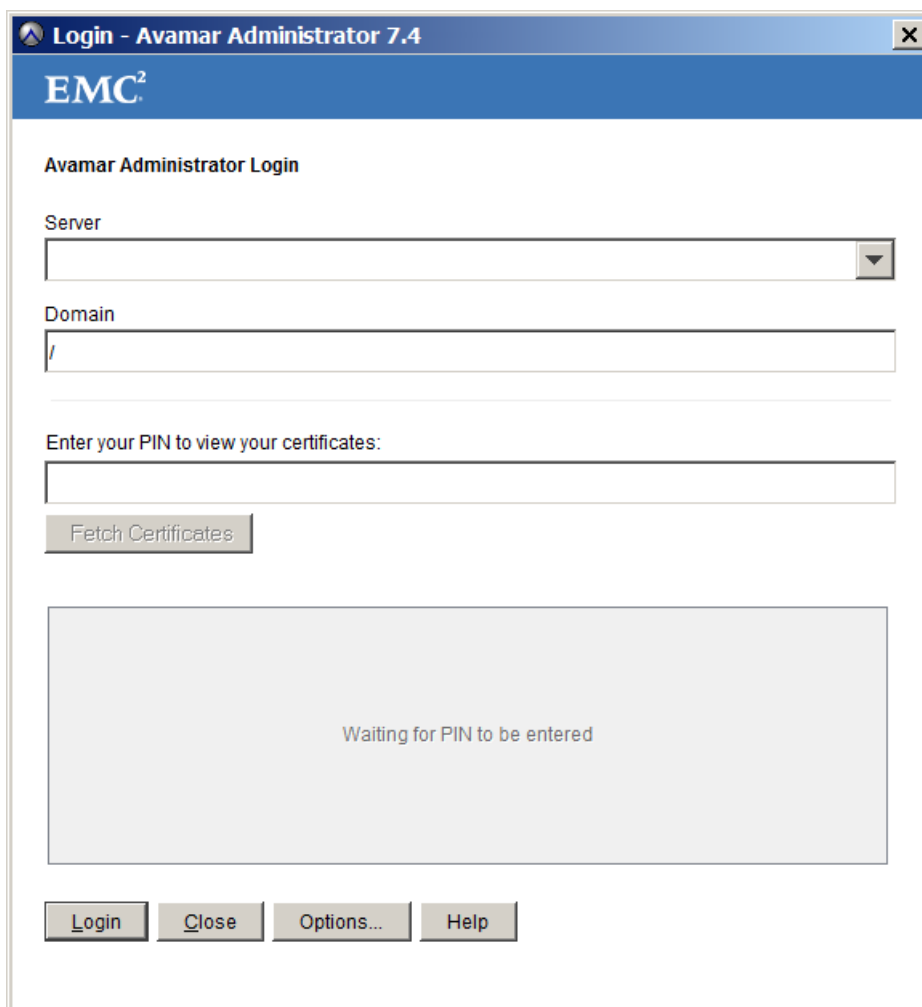 Login - Avamar Administrator 7.4
EMC²
Avamar Administrator Login
Server
Domain
/
Enter your PIN to view your certificates:
Fetch Certificates
Waiting for PIN to be entered
Login Close Options... Help